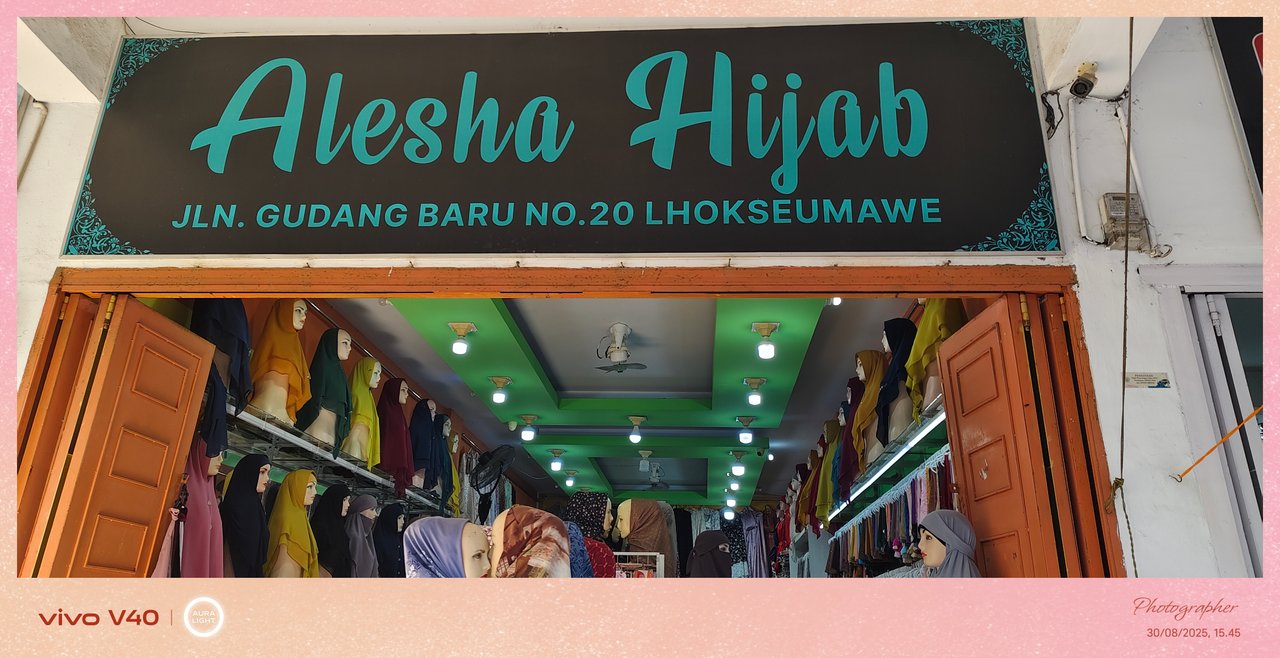 Alesha Hijab
JLN. GUDANG BARU NO.20 LHOKSEUMAWE
vivo V40
AURA
LIGHT
Photographer
30/08/2025, 15.45